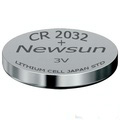 CR 2032
+
Newsun
3V
LITHIUM CELL JAPAN STD.